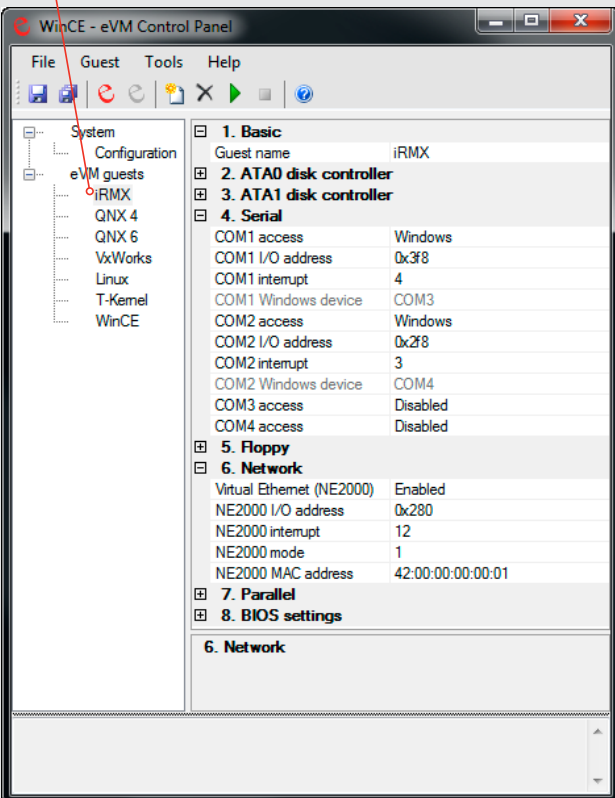 WinCE - eVM Control Panel
File Guest Tools Help
System
Configuration
eVM guests
iRMX
QNX 4
QNX 6
VxWorks
Linux
T-Kernel
WinCE
1. Basic
Guest name iRMX
2. ATA0 disk controller
3. ATA1 disk controller
4. Serial
COM1 access Windows
COM1 I/O address 0x3f8
COM1 interrupt 4
COM1 Windows device COM3
COM2 access Windows
COM2 I/O address 0x2f8
COM2 interrupt 3
COM2 Windows device COM4
COM3 access Disabled
COM4 access Disabled
5. Floppy
6. Network
Virtual Ethernet (NE2000) Enabled
NE2000 I/O address 0x280
NE2000 interrupt 12
NE2000 mode 1
NE2000 MAC address 42:00:00:00:00:01
7. Parallel
8. BIOS settings
6. Network